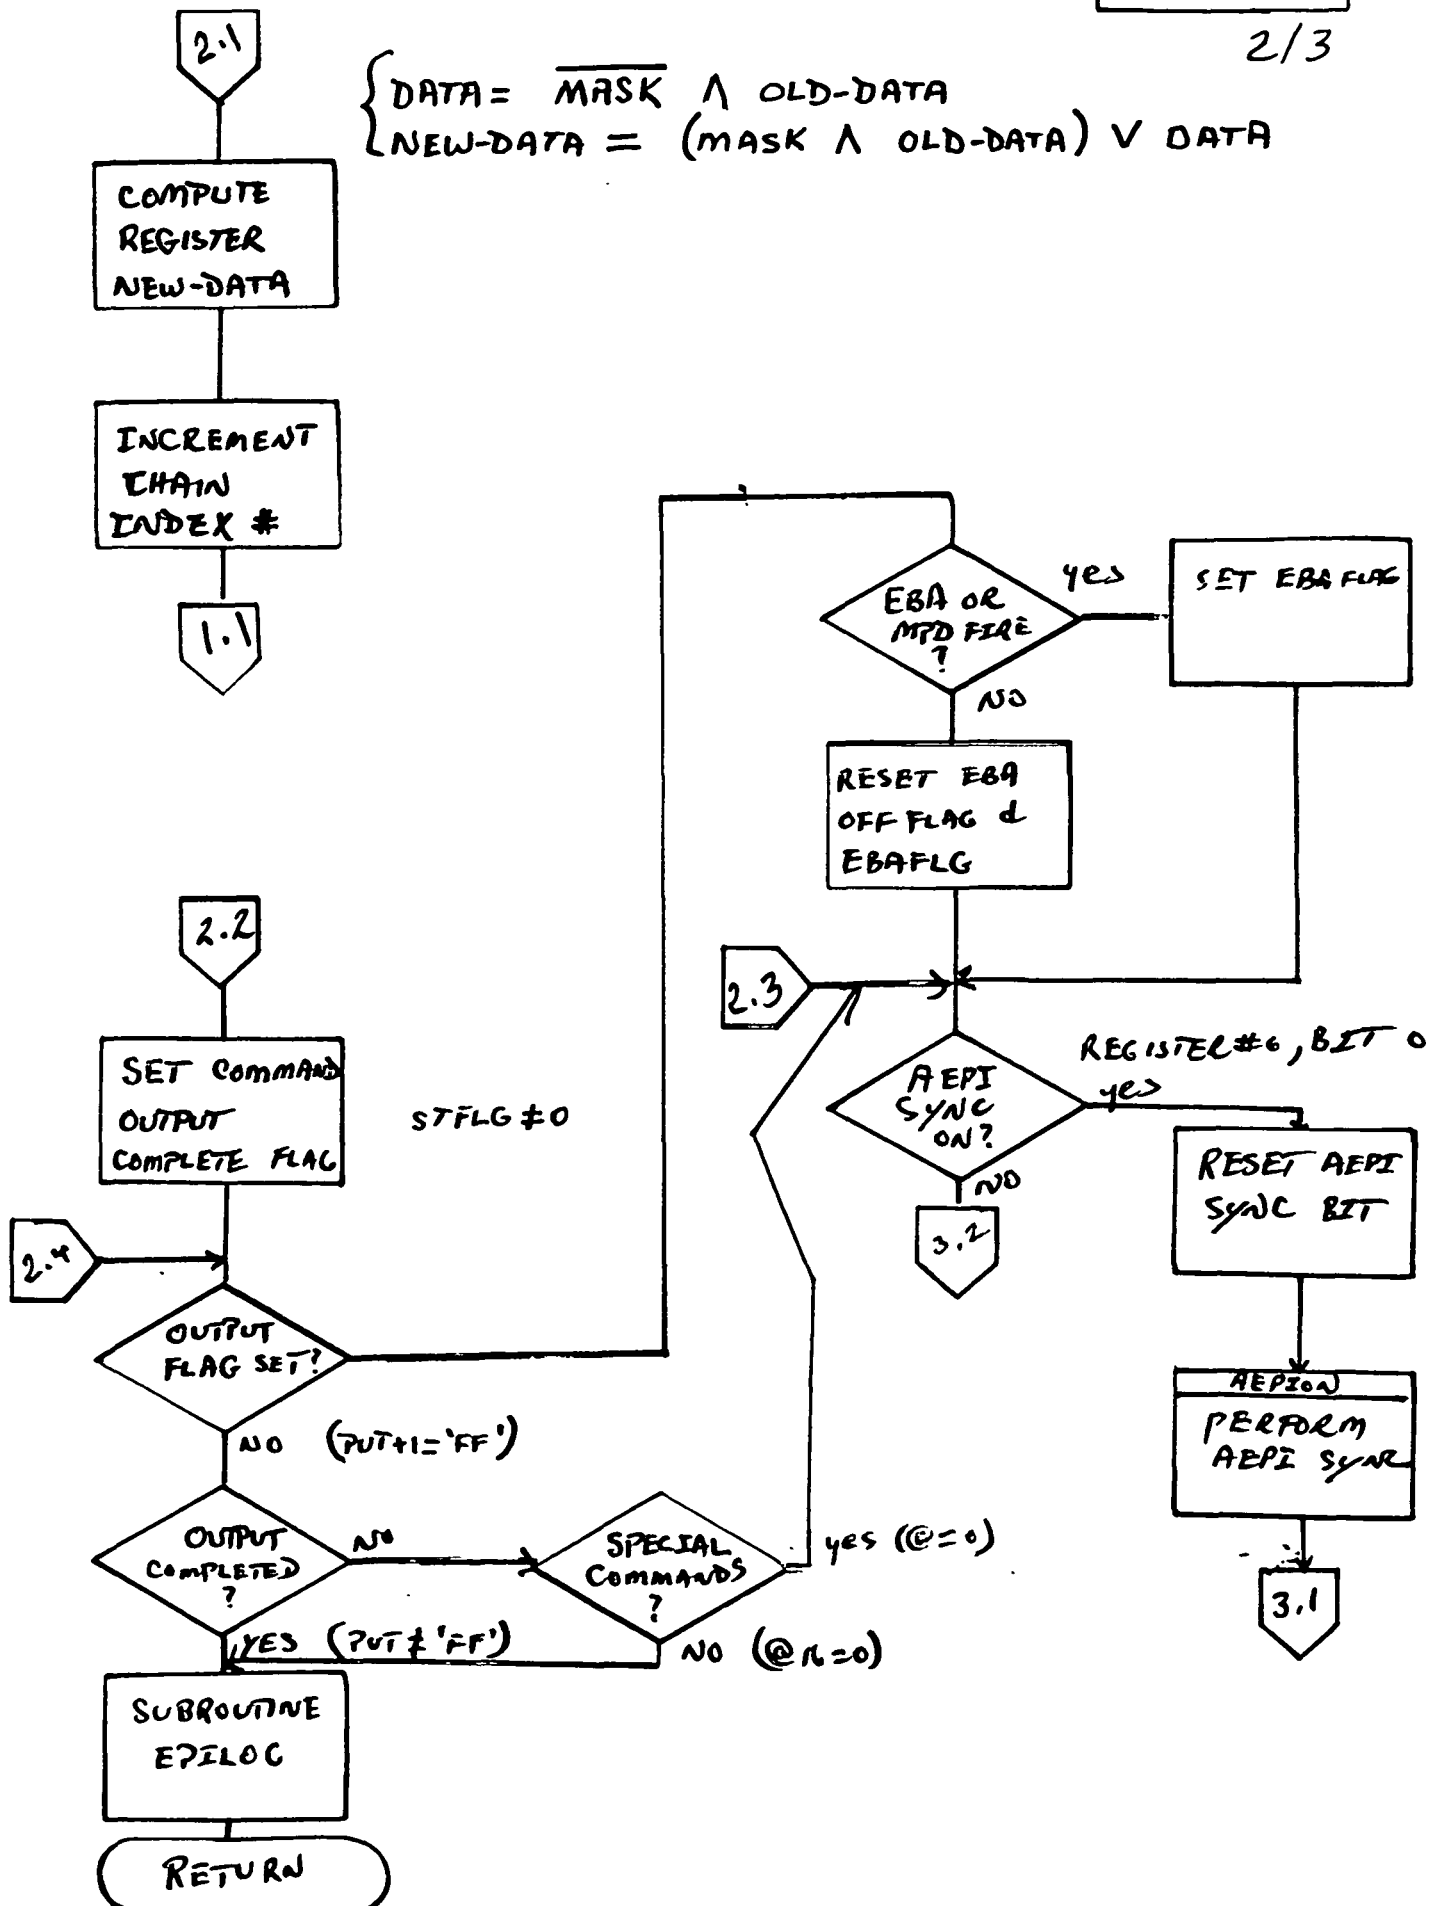 2/3
2.1
DATA = M̅A̅S̅K̅ ∧ OLD-DATA
NEW-DATA = (MASK ∧ OLD-DATA) ∨ DATA
COMPUTE
REGISTER
NEW-DATA
INCREMENT
CHAIN
INDEX #
1.1
2.2
SET COMMAND
OUTPUT
COMPLETE FLAG
STFLG ≠ 0
2.4
OUTPUT
FLAG SET?
NO (PUT+1 = 'FF')
OUTPUT
COMPLETED
?
NO
YES (PUT ≠ 'FF')
SPECIAL
COMMANDS
?
yes (@=0)
NO (@ =0)
SUBROUTINE
EPILOG
RETURN
EBA OR
MPD FIRE
?
yes
SET EBAFLAG
NO
RESET EBA
OFF FLAG &
EBAFLG
2.3
AEPI
SYNC
ON?
REGISTER #6, BIT 0
yes
NO
3.2
RESET AEPI
SYNC BIT
AEPION
PERFORM
AEPI SYNC
3.1